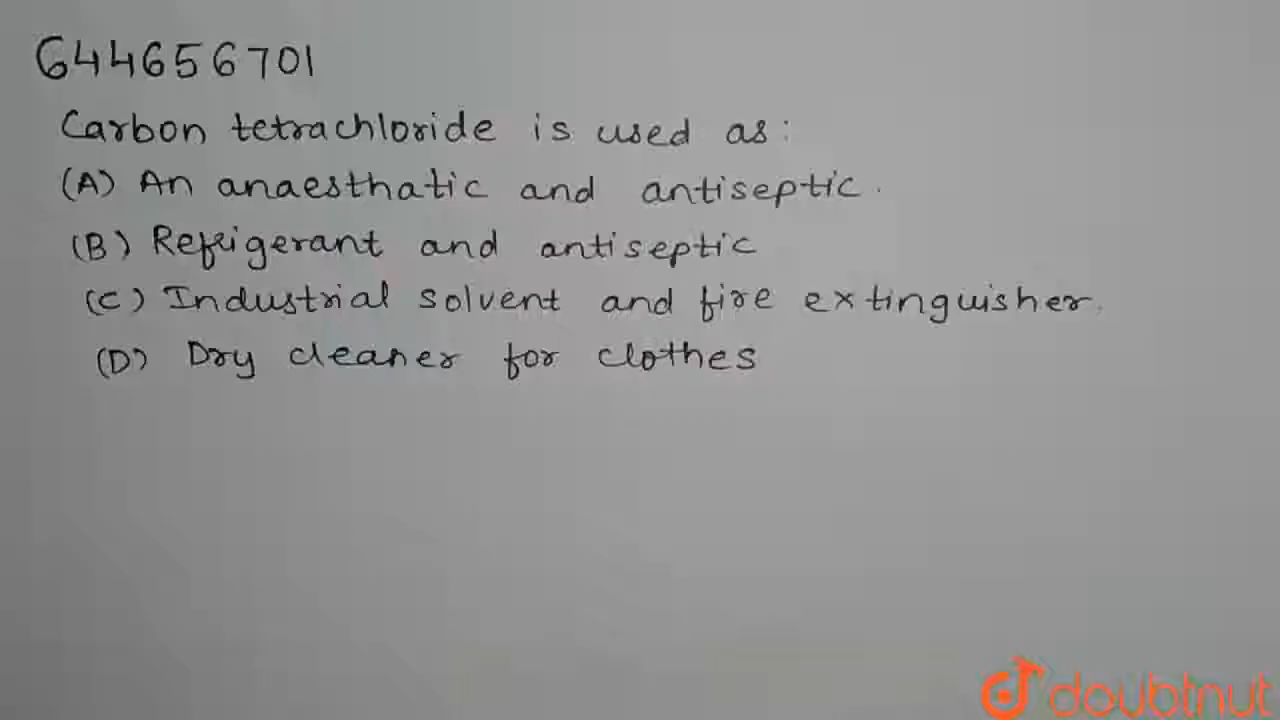 644656701
Carbon tetrachloride is used as:
(A) An anaesthatic and antiseptic.
(B) Refrigerant and antiseptic
(C) Industrial solvent and fire extinguisher.
(D) Dry cleaner for clothes
doubtnut